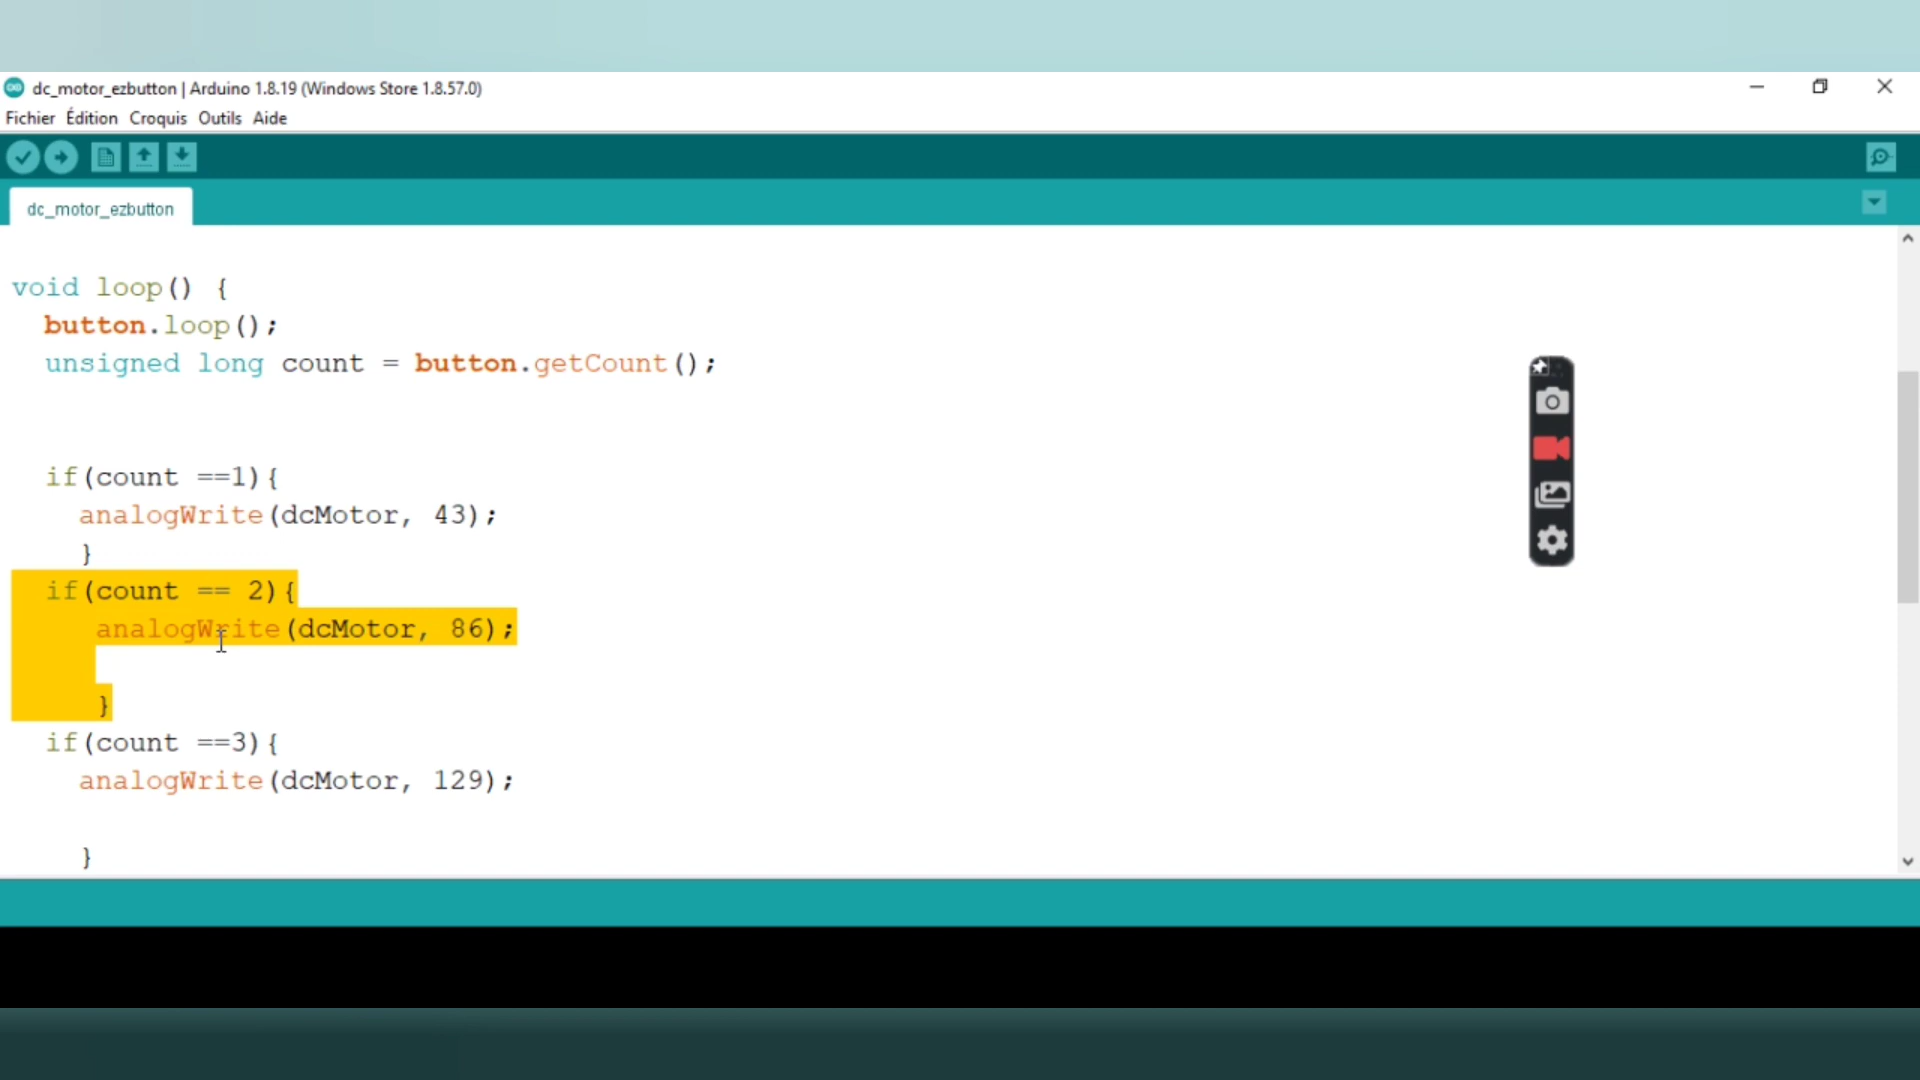 dc_motor_ezbutton | Arduino 1.8.19 (Windows Store 1.8.57.0)
Fichier Édition Croquis Outils Aide
dc_motor_ezbutton
void loop() {
button.loop();
unsigned long count = button.getCount();
if(count ==1){
analogWrite(dcMotor, 43);
}
if(count == 2){
analogWrite(dcMotor, 86);
}
if(count ==3){
analogWrite(dcMotor, 129);
}